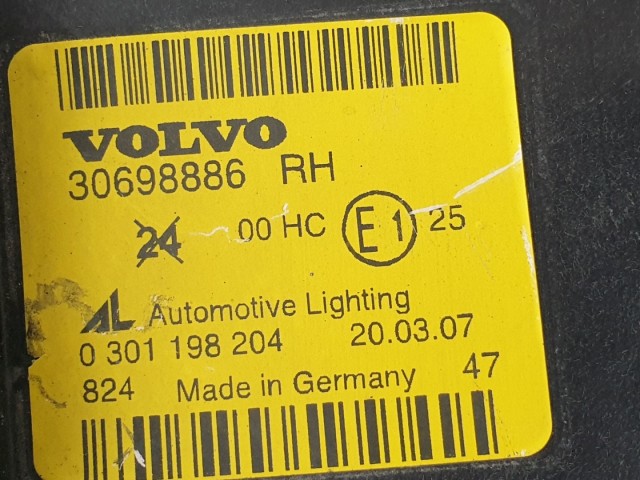 VOLVO
30698886 RH
24 00 HC E1 25
AL Automotive Lighting
0 301 198 204 20.03.07
824 Made in Germany 47